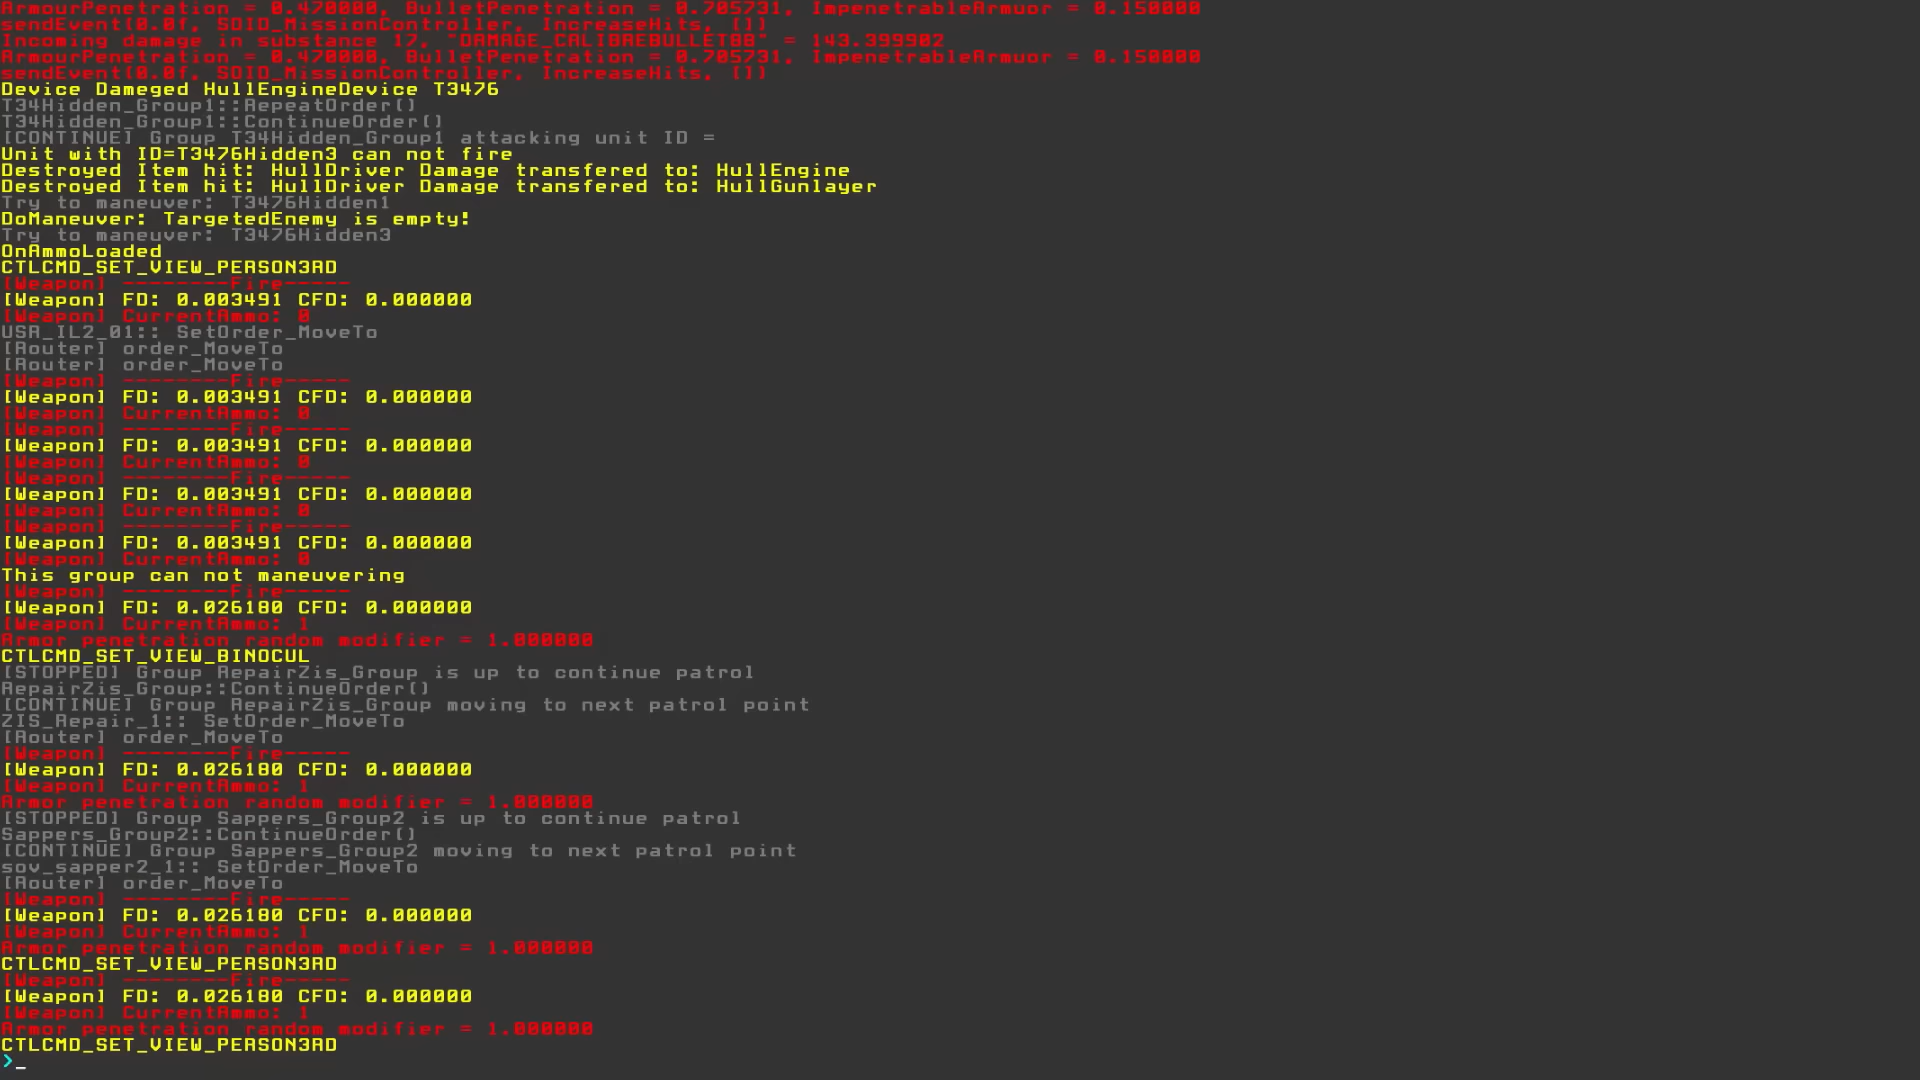 ArmourPenetration = 0.470000, BulletPenetration = 0.705731, ImpenetrableArmuor = 0.150000
sendEvent(0.0f, SOID_MissionController, IncreaseHits, [])
Incoming damage in substance 17, "DAMAGE_CALIBREBULLET88" = 143.399902
ArmourPenetration = 0.470000, BulletPenetration = 0.705731, ImpenetrableArmuor = 0.150000
sendEvent(0.0f, SOID_MissionController, IncreaseHits, [])
Device Dameged HullEngineDevice T3476
T34Hidden_Group1::RepeatOrder()
T34Hidden_Group1::ContinueOrder()
[CONTINUE] Group T34Hidden_Group1 attacking unit ID =
Unit with ID=T3476Hidden3 can not fire
Destroyed Item hit: HullDriver Damage transfered to: HullEngine
Destroyed Item hit: HullDriver Damage transfered to: HullGunlayer
Try to maneuver: T3476Hidden1
DoManeuver: TargetedEnemy is empty!
Try to maneuver: T3476Hidden3
OnAmmoLoaded
CTLCMD_SET_VIEW_PERSON3RD
[Weapon] --------Fire-----
[Weapon] FD: 0.003491 CFD: 0.000000
[Weapon] CurrentAmmo: 0
USR_IL2_01:: SetOrder_MoveTo
[Router] order_MoveTo
[Router] order_MoveTo
[Weapon] --------Fire-----
[Weapon] FD: 0.003491 CFD: 0.000000
[Weapon] CurrentAmmo: 0
[Weapon] --------Fire-----
[Weapon] FD: 0.003491 CFD: 0.000000
[Weapon] CurrentAmmo: 0
[Weapon] --------Fire-----
[Weapon] FD: 0.003491 CFD: 0.000000
[Weapon] CurrentAmmo: 0
[Weapon] --------Fire-----
[Weapon] FD: 0.003491 CFD: 0.000000
[Weapon] CurrentAmmo: 0
This group can not maneuvering
[Weapon] --------Fire-----
[Weapon] FD: 0.026180 CFD: 0.000000
[Weapon] CurrentAmmo: 1
Armor penetration random modifier = 1.000000
CTLCMD_SET_VIEW_BINOCUL
[STOPPED] Group RepairZis_Group is up to continue patrol
RepairZis_Group::ContinueOrder()
[CONTINUE] Group RepairZis_Group moving to next patrol point
ZIS_Repair_1:: SetOrder_MoveTo
[Router] order_MoveTo
[Weapon] --------Fire-----
[Weapon] FD: 0.026180 CFD: 0.000000
[Weapon] CurrentAmmo: 1
Armor penetration random modifier = 1.000000
[STOPPED] Group Sappers_Group2 is up to continue patrol
Sappers_Group2::ContinueOrder()
[CONTINUE] Group Sappers_Group2 moving to next patrol point
sov_sapper2_1:: SetOrder_MoveTo
[Router] order_MoveTo
[Weapon] --------Fire-----
[Weapon] FD: 0.026180 CFD: 0.000000
[Weapon] CurrentAmmo: 1
Armor penetration random modifier = 1.000000
CTLCMD_SET_VIEW_PERSON3RD
[Weapon] --------Fire-----
[Weapon] FD: 0.026180 CFD: 0.000000
[Weapon] CurrentAmmo: 1
Armor penetration random modifier = 1.000000
CTLCMD_SET_VIEW_PERSON3RD
>_